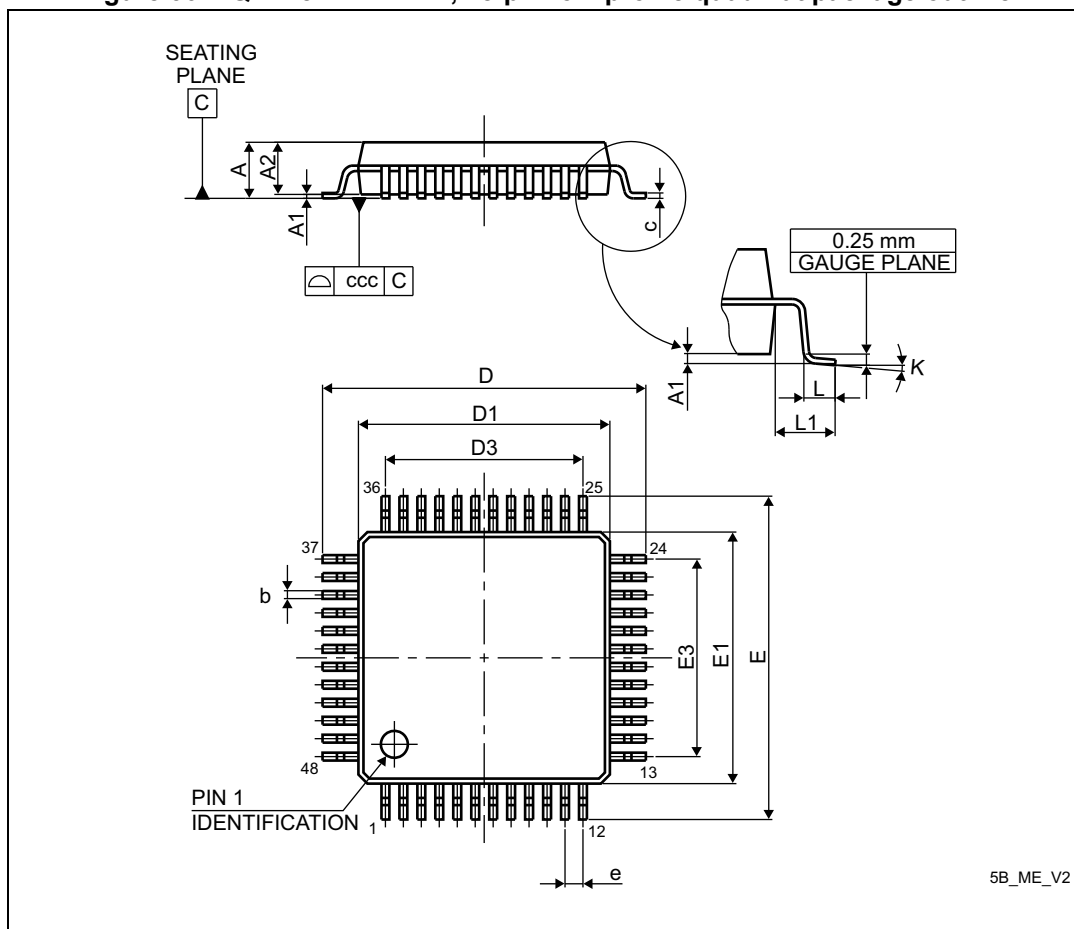 SEATING
PLANE
C
A
A2
A1
c
ccc C
0.25 mm
GAUGE PLANE
A1
K
L
L1
D
D1
D3
36
25
37
24
b
E3
E1
E
48
13
PIN 1
IDENTIFICATION
1
12
e
5B_ME_V2